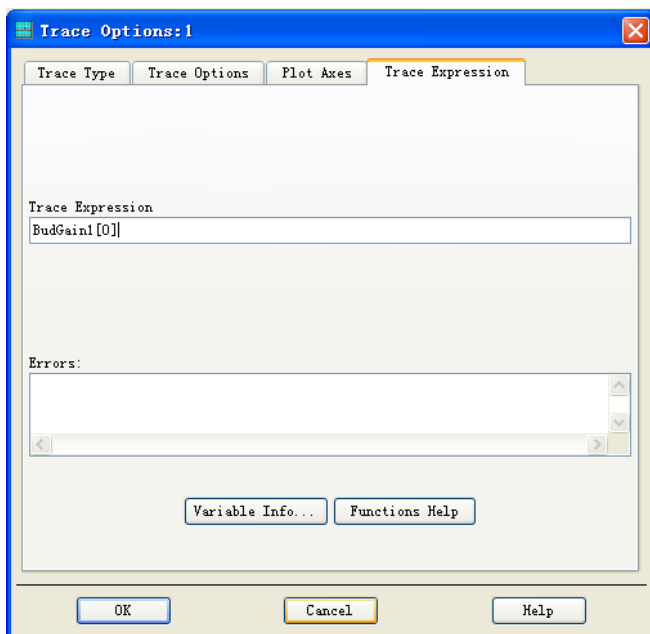 Trace Options:1
Trace Type
Trace Options
Plot Axes
Trace Expression
Trace Expression
BudGain1[0]
Errors:
Variable Info...
Functions Help
OK
Cancel
Help